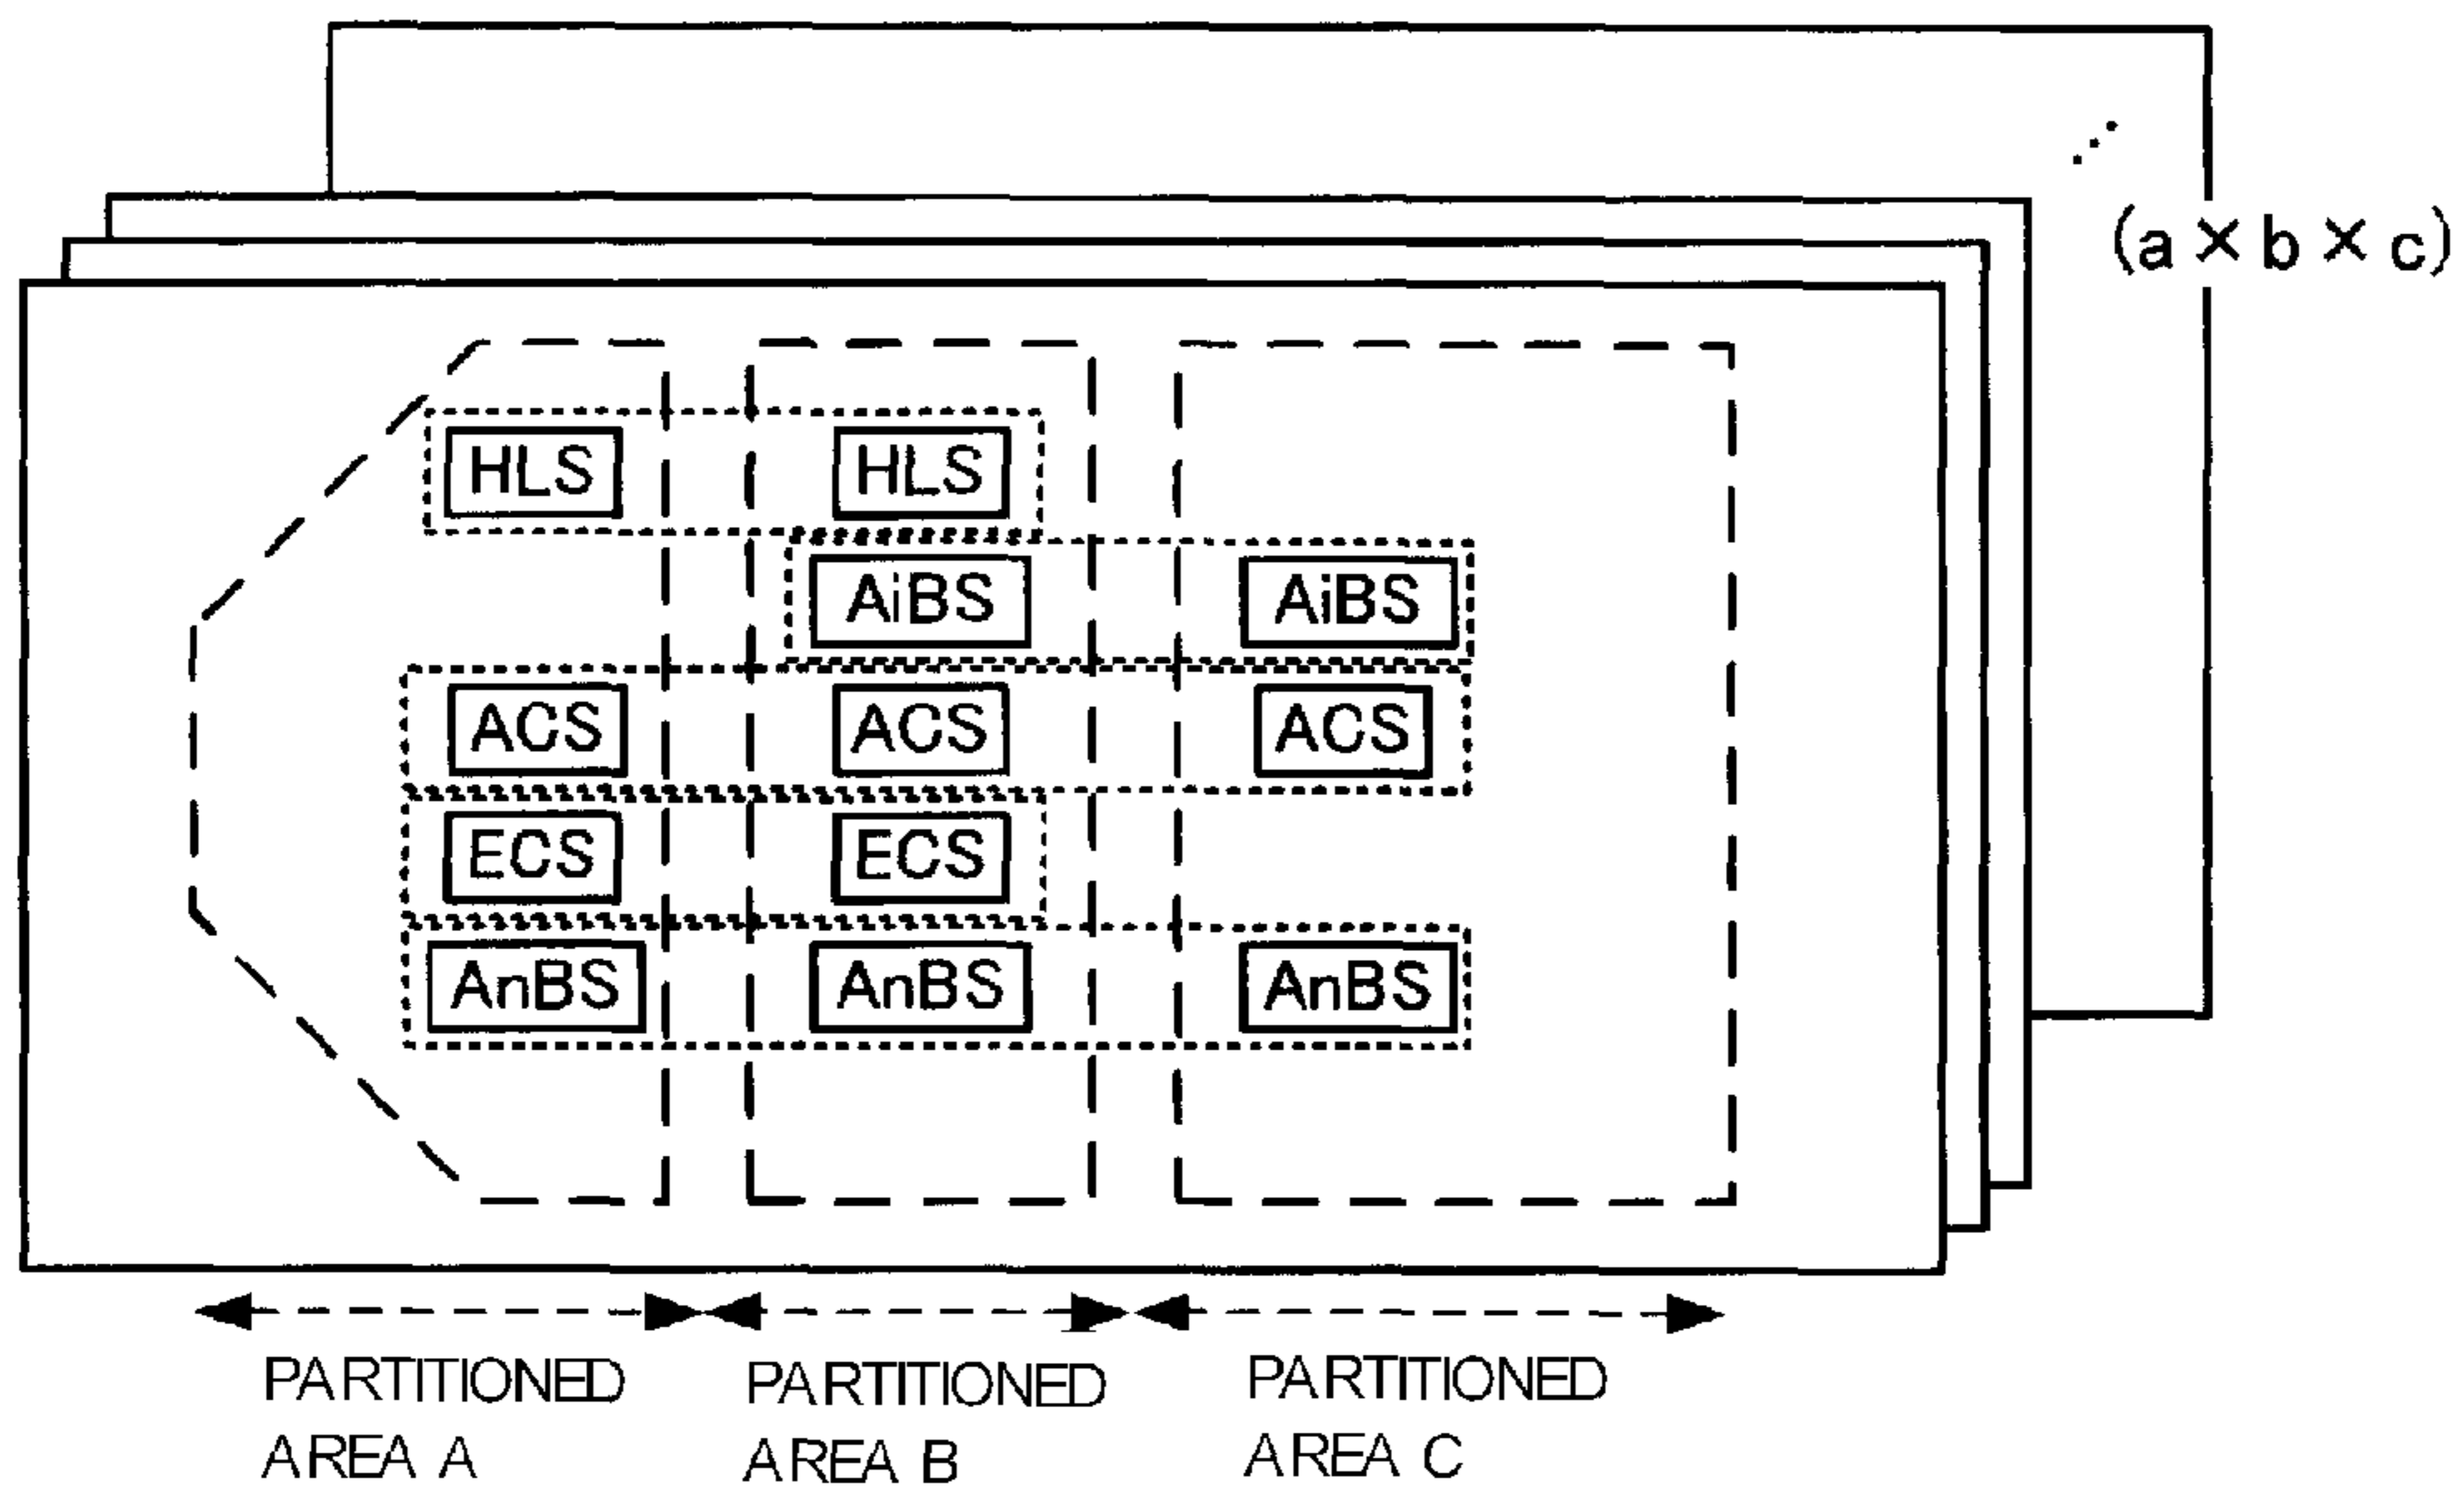 (a × b × c)
HLS HLS
AiBS AiBS
ACS ACS ACS
ECS ECS
AnBS AnBS AnBS
PARTITIONED AREA A
PARTITIONED AREA B
PARTITIONED AREA C